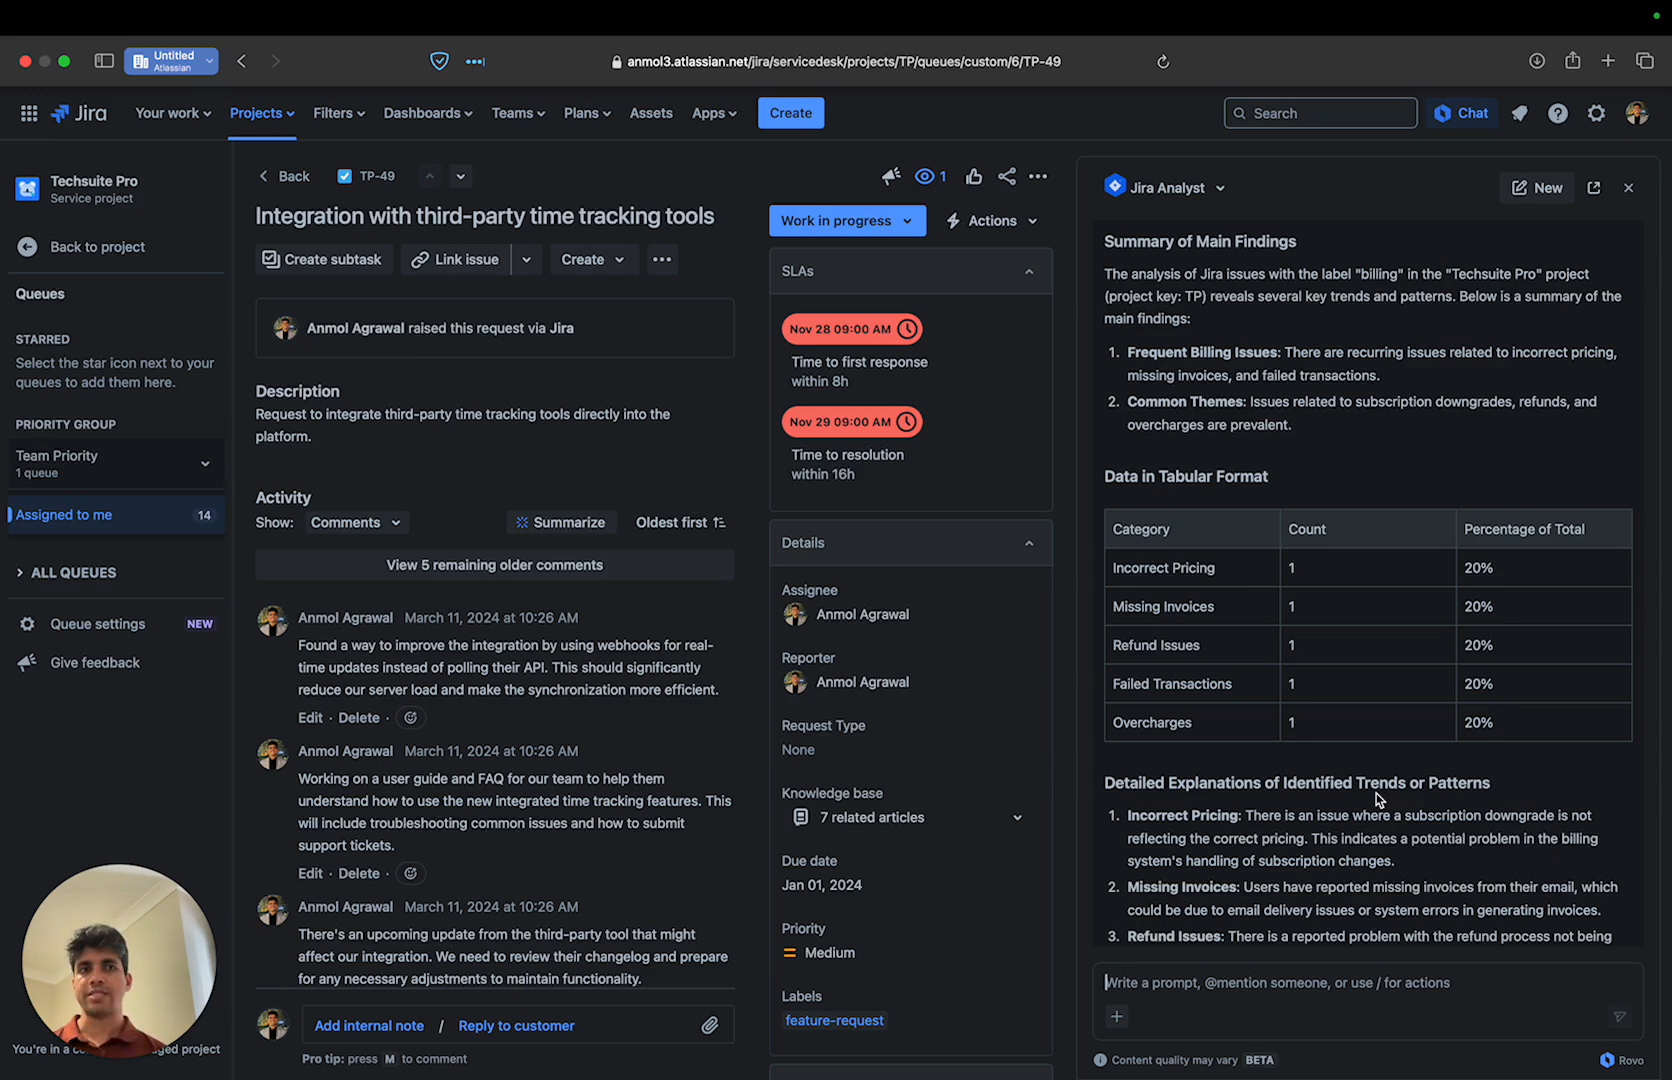 Untitled
Atlassian
anmol3.atlassian.net/jira/servicedesk/projects/TP/queues/custom/6/TP-49
Jira
Your work
Projects
Filters
Dashboards
Teams
Plans
Assets
Apps
Create
Search
Chat
Techsuite Pro
Service project
Back to project
Queues
STARRED
Select the star icon next to your
queues to add them here.
PRIORITY GROUP
Team Priority
1 queue
Assigned to me 14
ALL QUEUES
Queue settings NEW
Give feedback
You're in a
ged project
Back
TP-49
1
Integration with third-party time tracking tools
Create subtask
Link issue
Create
Anmol Agrawal raised this request via Jira
Description
Request to integrate third-party time tracking tools directly into the
platform.
Activity
Show: Comments Summarize Oldest first
View 5 remaining older comments
Anmol Agrawal March 11, 2024 at 10:26 AM
Found a way to improve the integration by using webhooks for real-
time updates instead of polling their API. This should significantly
reduce our server load and make the synchronization more efficient.
Edit · Delete ·
Anmol Agrawal March 11, 2024 at 10:26 AM
Working on a user guide and FAQ for our team to help them
understand how to use the new integrated time tracking features. This
will include troubleshooting common issues and how to submit
support tickets.
Edit · Delete ·
Anmol Agrawal March 11, 2024 at 10:26 AM
There's an upcoming update from the third-party tool that might
affect our integration. We need to review their changelog and prepare
for any necessary adjustments to maintain functionality.
Add internal note / Reply to customer
Pro tip: press M to comment
Work in progress
Actions
SLAs
Nov 28 09:00 AM
Time to first response
within 8h
Nov 29 09:00 AM
Time to resolution
within 16h
Details
Assignee
Anmol Agrawal
Reporter
Anmol Agrawal
Request Type
None
Knowledge base
7 related articles
Due date
Jan 01, 2024
Priority
Medium
Labels
feature-request
Jira Analyst
New
Summary of Main Findings
The analysis of Jira issues with the label "billing" in the "Techsuite Pro" project
(project key: TP) reveals several key trends and patterns. Below is a summary of the
main findings:
1. Frequent Billing Issues: There are recurring issues related to incorrect pricing,
missing invoices, and failed transactions.
2. Common Themes: Issues related to subscription downgrades, refunds, and
overcharges are prevalent.
Data in Tabular Format
Category Count Percentage of Total
Incorrect Pricing 1 20%
Missing Invoices 1 20%
Refund Issues 1 20%
Failed Transactions 1 20%
Overcharges 1 20%
Detailed Explanations of Identified Trends or Patterns
1. Incorrect Pricing: There is an issue where a subscription downgrade is not
reflecting the correct pricing. This indicates a potential problem in the billing
system's handling of subscription changes.
2. Missing Invoices: Users have reported missing invoices from their email, which
could be due to email delivery issues or system errors in generating invoices.
3. Refund Issues: There is a reported problem with the refund process not being
Write a prompt, @mention someone, or use / for actions
Content quality may vary BETA
Rovo